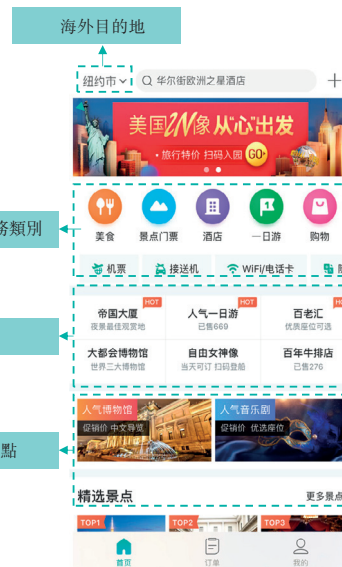 海外目的地
纽约市
华尔街欧洲之星酒店
美国2N像从“心”出发
• 旅行特价 扫码入园 GO›
務類別
美食 景点门票 酒店 一日游 购物
机票 接送机 WiFi/电话卡
HOT HOT HO
帝国大厦 人气一日游 百老汇
夜景最佳观赏地 已售669 优质座位可选
大都会博物馆 自由女神像 百年牛排店
世界三大博物馆 当天可订 扫码登船 已售276
人气博物馆 人气音乐剧
促销价 中文导览 促销价 优选座位
點
精选景点 更多景点
TOP1 TOP2 TOP3
首页 订单 我的